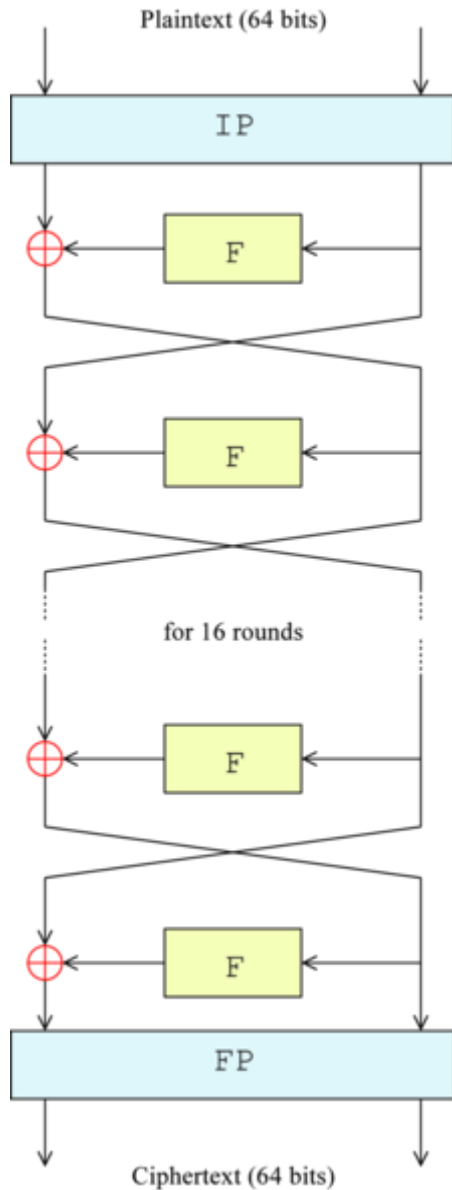 Plaintext (64 bits)
IP
F
F
for 16 rounds
F
F
FP
Ciphertext (64 bits)